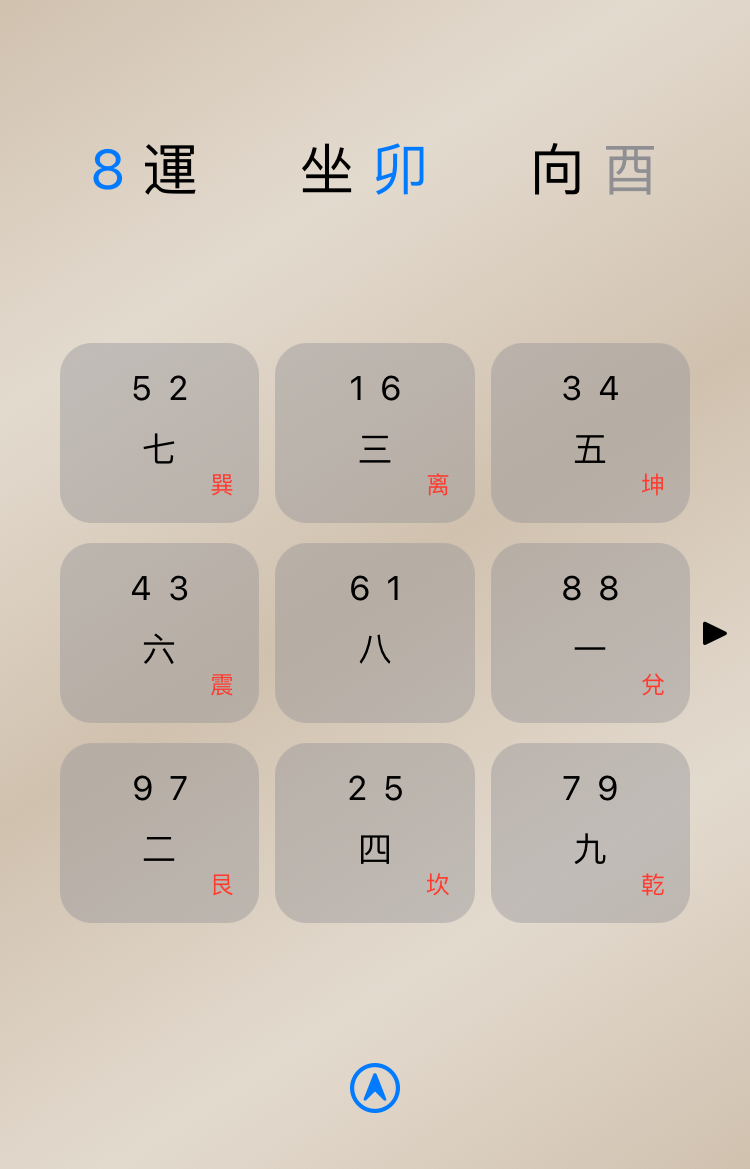 8 運 坐 卯 向 酉
5 2 1 6 3 4
七 三 五
巽 离 坤
4 3 6 1 8 8
六 八 一
震 兌
9 7 2 5 7 9
二 四 九
艮 坎 乾